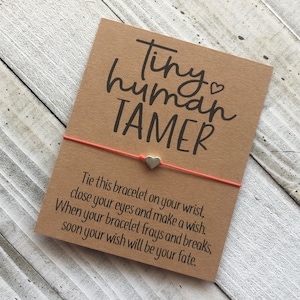 Tiny
human
TAMER
Tie this bracelet on your wrist,
close your eyes and make a wish.
When your bracelet frays and breaks,
soon your wish will be your fate.